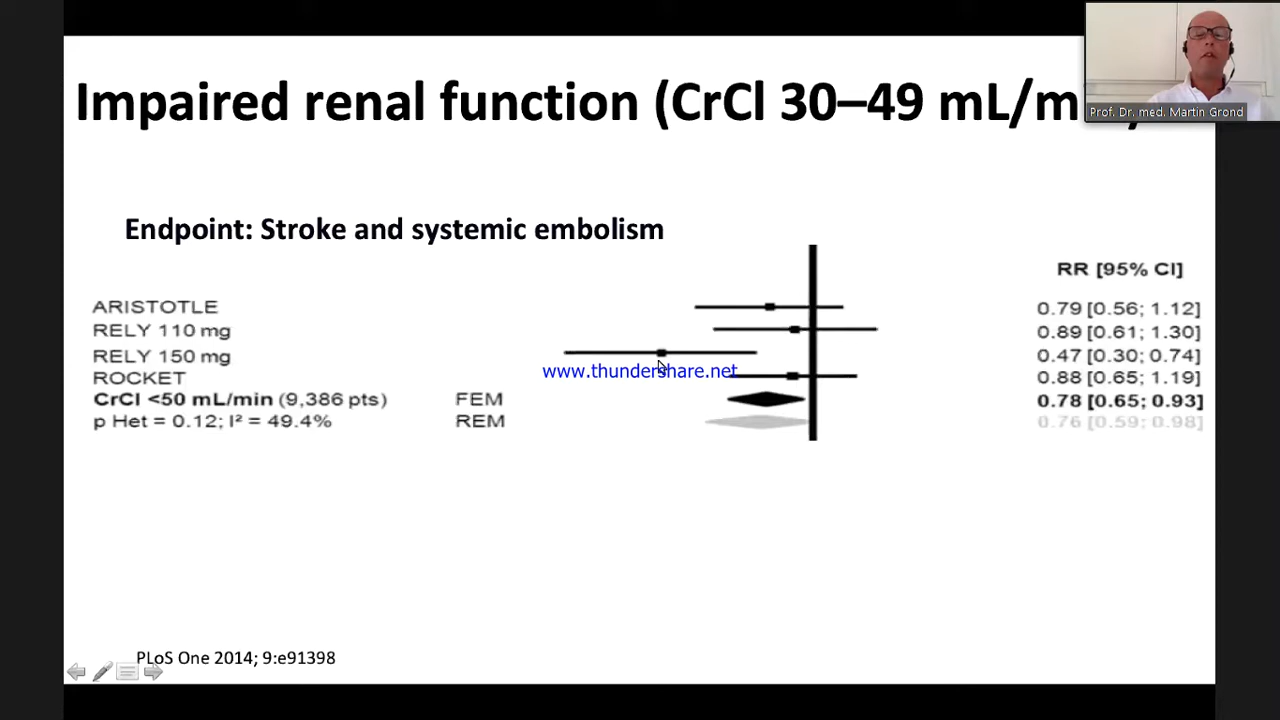 Impaired renal function (CrCl 30–49 mL/m
Prof. Dr. med. Martin Grond
Endpoint: Stroke and systemic embolism
RR [95% CI]
ARISTOTLE 0.79 [0.56; 1.12]
RELY 110 mg 0.89 [0.61; 1.30]
RELY 150 mg 0.47 [0.30; 0.74]
www.thundershare.net
ROCKET 0.88 [0.65; 1.19]
CrCl <50 mL/min (9,386 pts) FEM 0.78 [0.65; 0.93]
p Het = 0.12; I² = 49.4% REM 0.76 [0.59; 0.98]
PLoS One 2014; 9:e91398